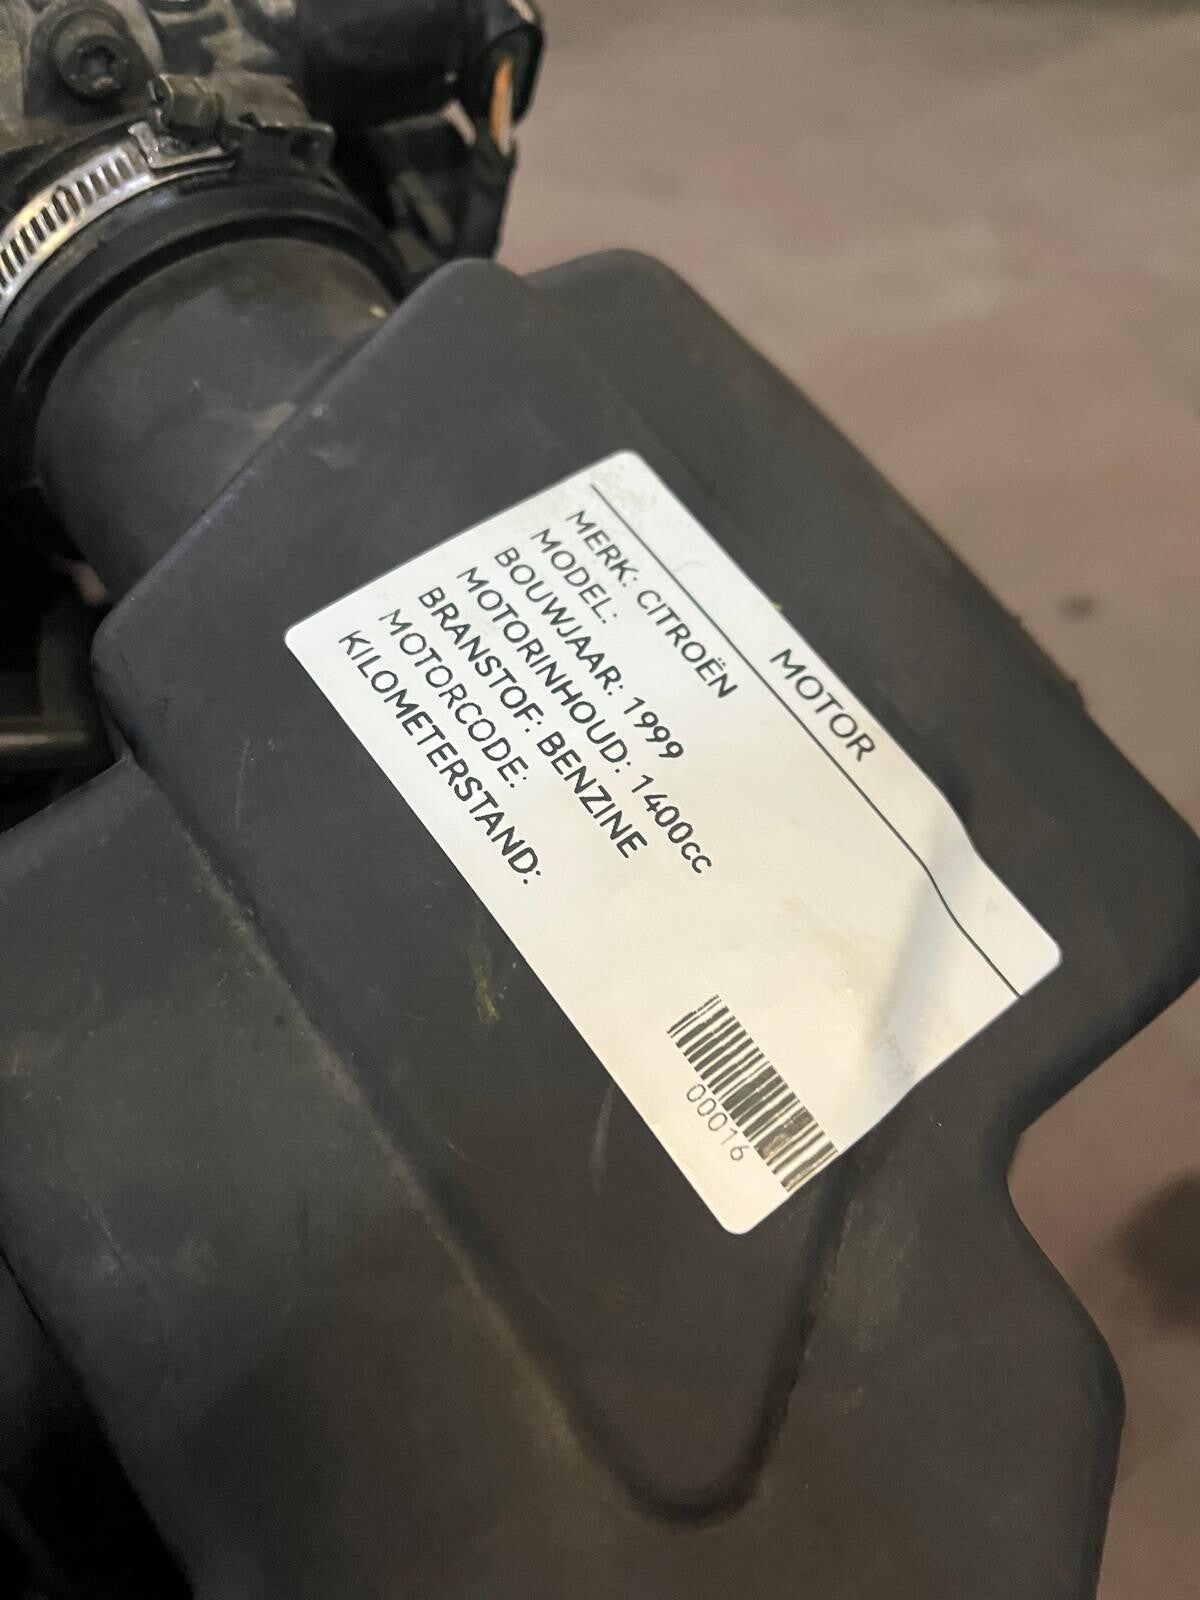 MOTOR
MERK: CITROËN
MODEL:
BOUWJAAR: 1999
MOTORINHOUD: 1400cc
BRANSTOF: BENZINE
MOTORCODE:
KILOMETERSTAND:
00016